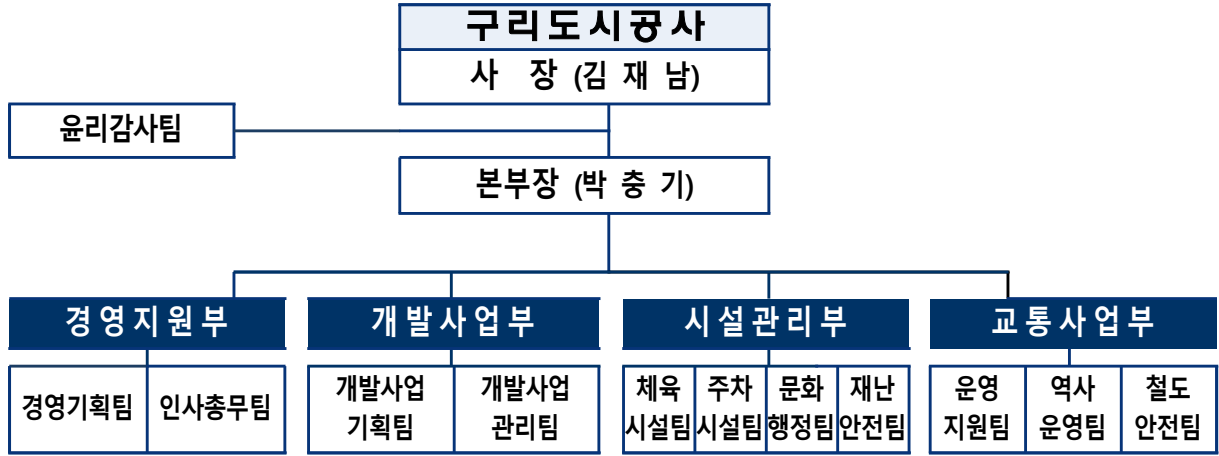 구리도시공사
사 장 (김 재 남)
윤리감사팀
본부장 (박 충 기)
경영지원부
개발사업부
시설관리부
교통사업부
경영기획팀
인사총무팀
개발사업
기획팀
개발사업
관리팀
체육
시설팀
주차
시설팀
문화
행정팀
재난
안전팀
운영
지원팀
역사
운영팀
철도
안전팀